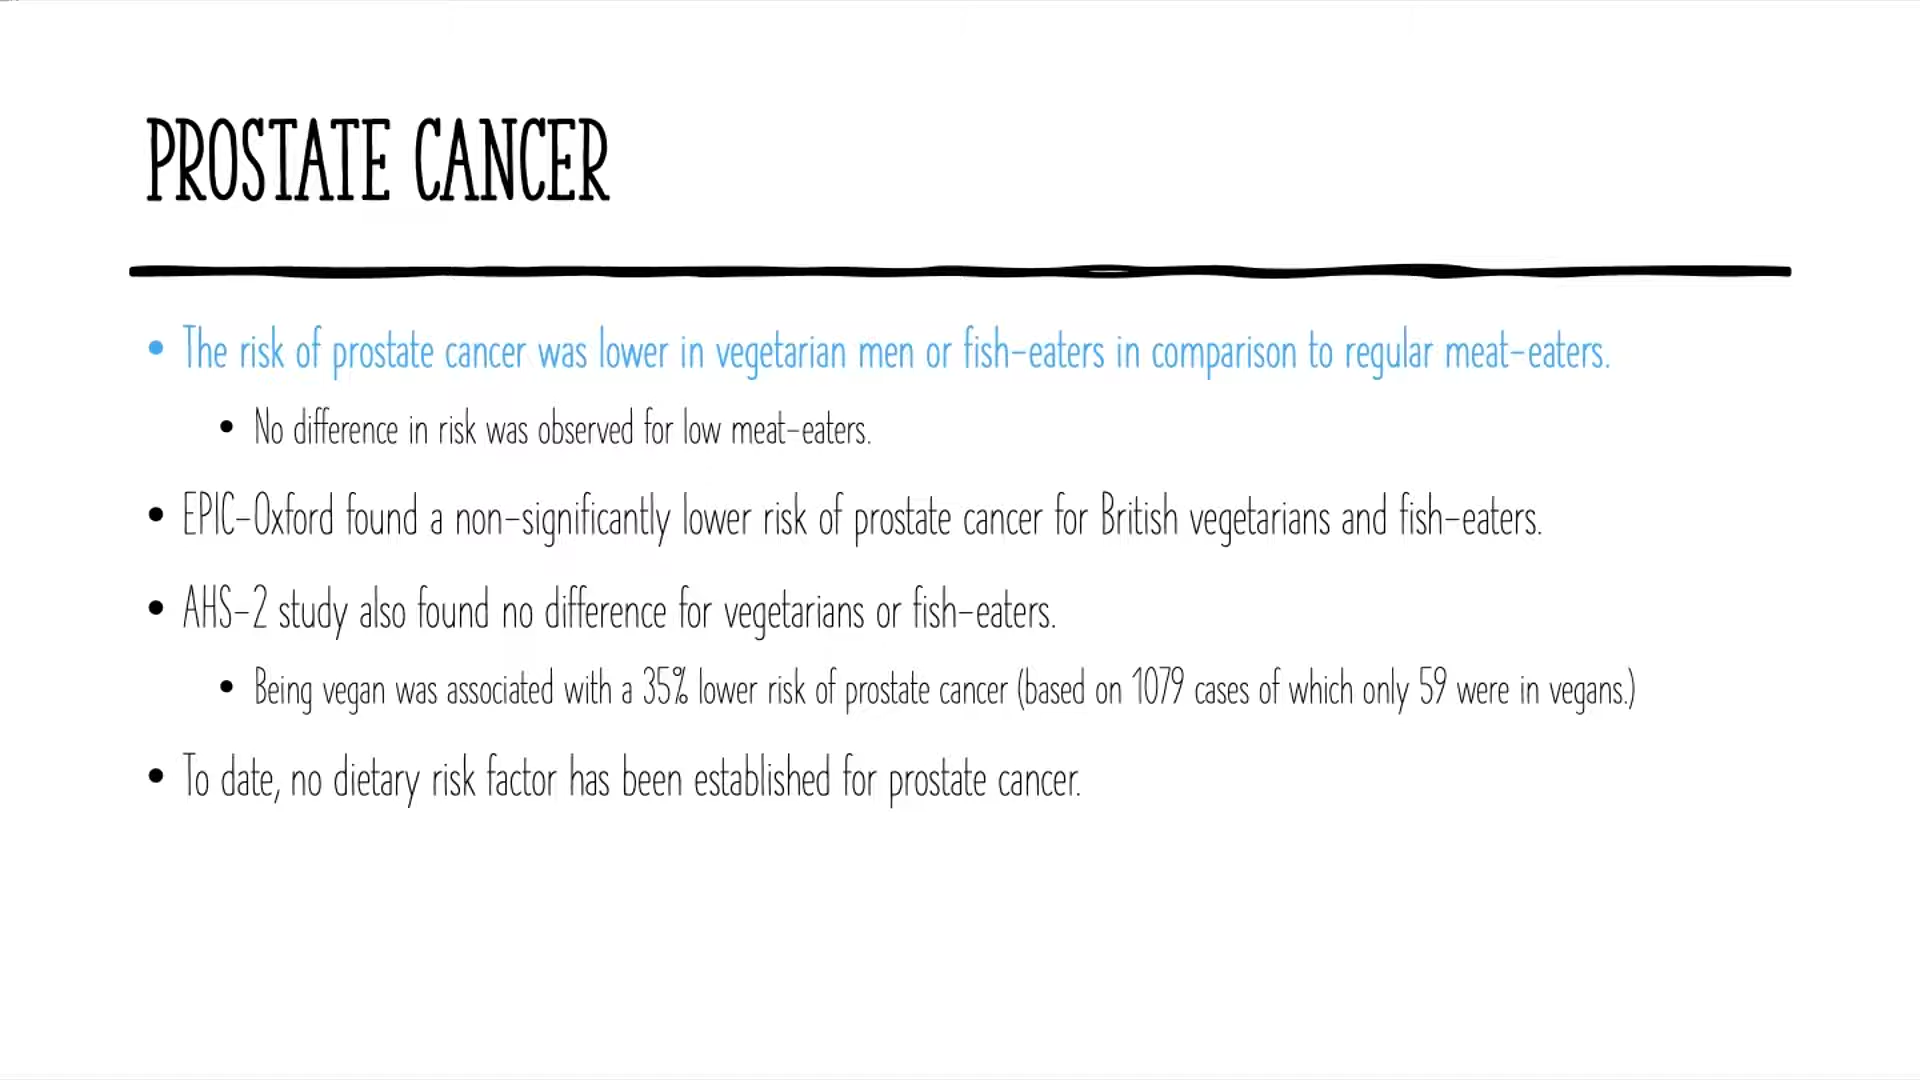 PROSTATE CANCER
• The risk of prostate cancer was lower in vegetarian men or fish-eaters in comparison to regular meat-eaters.
• No difference in risk was observed for low meat-eaters.
• EPIC-Oxford found a non-significantly lower risk of prostate cancer for British vegetarians and fish-eaters.
• AHS-2 study also found no difference for vegetarians or fish-eaters.
• Being vegan was associated with a 35% lower risk of prostate cancer (based on 1079 cases of which only 59 were in vegans.)
• To date, no dietary risk factor has been established for prostate cancer.